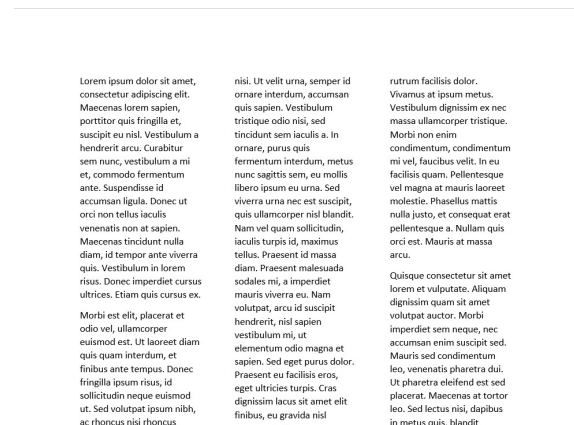 Lorem ipsum dolor sit amet,
consectetur adipiscing elit.
Maecenas lorem sapien,
porttitor quis fringilla et,
suscipit eu nisl. Vestibulum a
hendrerit arcu. Curabitur
sem nunc, vestibulum a mi
et, commodo fermentum
ante. Suspendisse id
accumsan ligula. Donec ut
orci non tellus iaculis
venenatis non at sapien.
Maecenas tincidunt nulla
diam, id tempor ante viverra
quis. Vestibulum in lorem
risus. Donec imperdiet cursus
ultrices. Etiam quis cursus ex.
Morbi est elit, placerat et
odio vel, ullamcorper
euismod est. Ut laoreet diam
quis quam interdum, et
finibus ante tempus. Donec
fringilla ipsum risus, id
sollicitudin neque euismod
ut. Sed volutpat ipsum nibh,
ac rhoncus nisi rhoncus
nisi. Ut velit urna, semper id
ornare interdum, accumsan
quis sapien. Vestibulum
tristique odio nisi, sed
tincidunt sem iaculis a. In
ornare, purus quis
fermentum interdum, metus
nunc sagittis sem, eu mollis
libero ipsum eu urna. Sed
viverra urna nec est suscipit,
quis ullamcorper nisl blandit.
Nam vel quam sollicitudin,
iaculis turpis id, maximus
tellus. Praesent id massa
diam. Praesent malesuada
sodales mi, a imperdiet
mauris viverra eu. Nam
volutpat, arcu id suscipit
hendrerit, nisl sapien
vestibulum mi, ut
elementum odio magna et
sapien. Sed eget purus dolor.
Praesent eu facilisis eros,
eget ultricies turpis. Cras
dignissim lacus sit amet elit
finibus, eu gravida nisl
rutrum facilisis dolor.
Vivamus at ipsum metus.
Vestibulum dignissim ex nec
massa ullamcorper tristique.
Morbi non enim
condimentum, condimentum
mi vel, faucibus velit. In eu
facilisis quam. Pellentesque
vel magna at mauris laoreet
molestie. Phasellus mattis
nulla justo, et consequat erat
pellentesque a. Nullam quis
orci est. Mauris at massa
arcu.
Quisque consectetur sit amet
lorem et vulputate. Aliquam
dignissim quam sit amet
volutpat auctor. Morbi
imperdiet sem neque, nec
accumsan enim suscipit sed.
Mauris sed condimentum
leo, venenatis pharetra dui.
Ut pharetra eleifend est sed
placerat. Maecenas at tortor
leo. Sed lectus nisi, dapibus
in metus quis, blandit